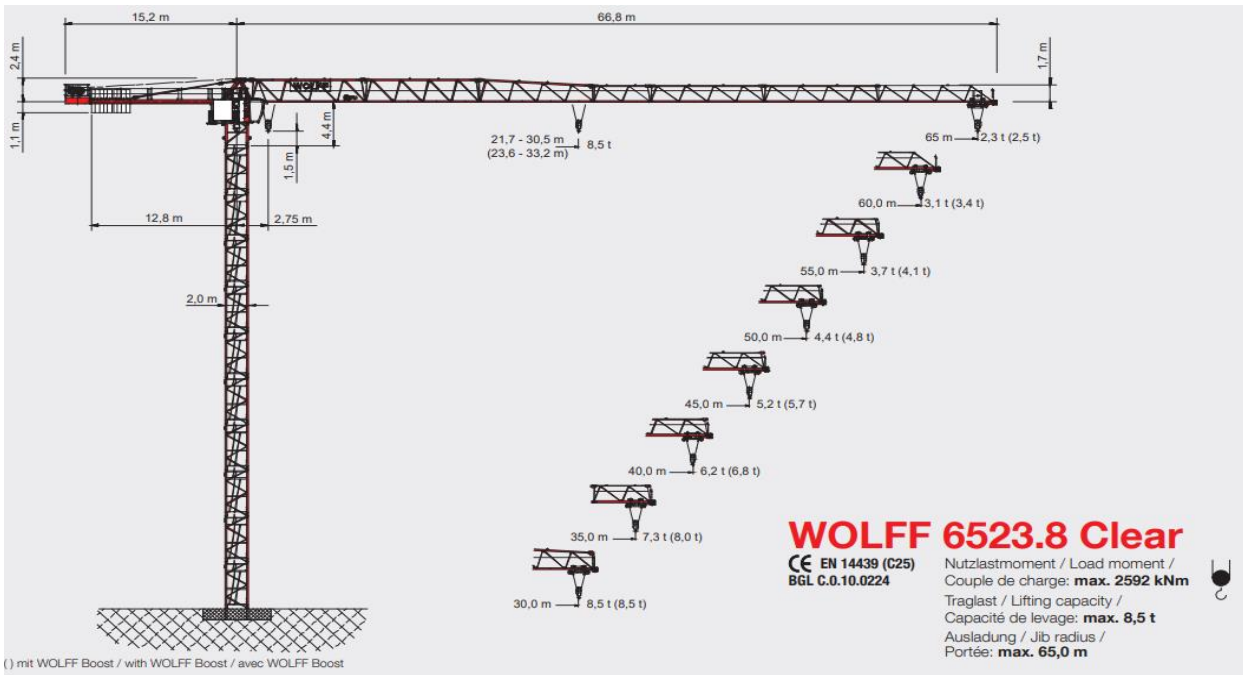 15,2 m
66,8 m
2,4 m
1,7 m
WOLFF
1,1 m
4,4 m
1,5 m
21,7 - 30,5 m
(23,6 - 33,2 m)
8,5 t
65 m
2,3 t (2,5 t)
12,8 m
2,75 m
60,0 m
3,1 t (3,4 t)
55,0 m
3,7 t (4,1 t)
2,0 m
50,0 m
4,4 t (4,8 t)
45,0 m
5,2 t (5,7 t)
40,0 m
6,2 t (6,8 t)
35,0 m
7,3 t (8,0 t)
30,0 m
8,5 t (8,5 t)
WOLFF 6523.8 Clear
CE EN 14439 (C25)
BGL C.0.10.0224
Nutzlastmoment / Load moment /
Couple de charge: max. 2592 kNm
Traglast / Lifting capacity /
Capacité de levage: max. 8,5 t
Ausladung / Jib radius /
Portée: max. 65,0 m
( ) mit WOLFF Boost / with WOLFF Boost / avec WOLFF Boost